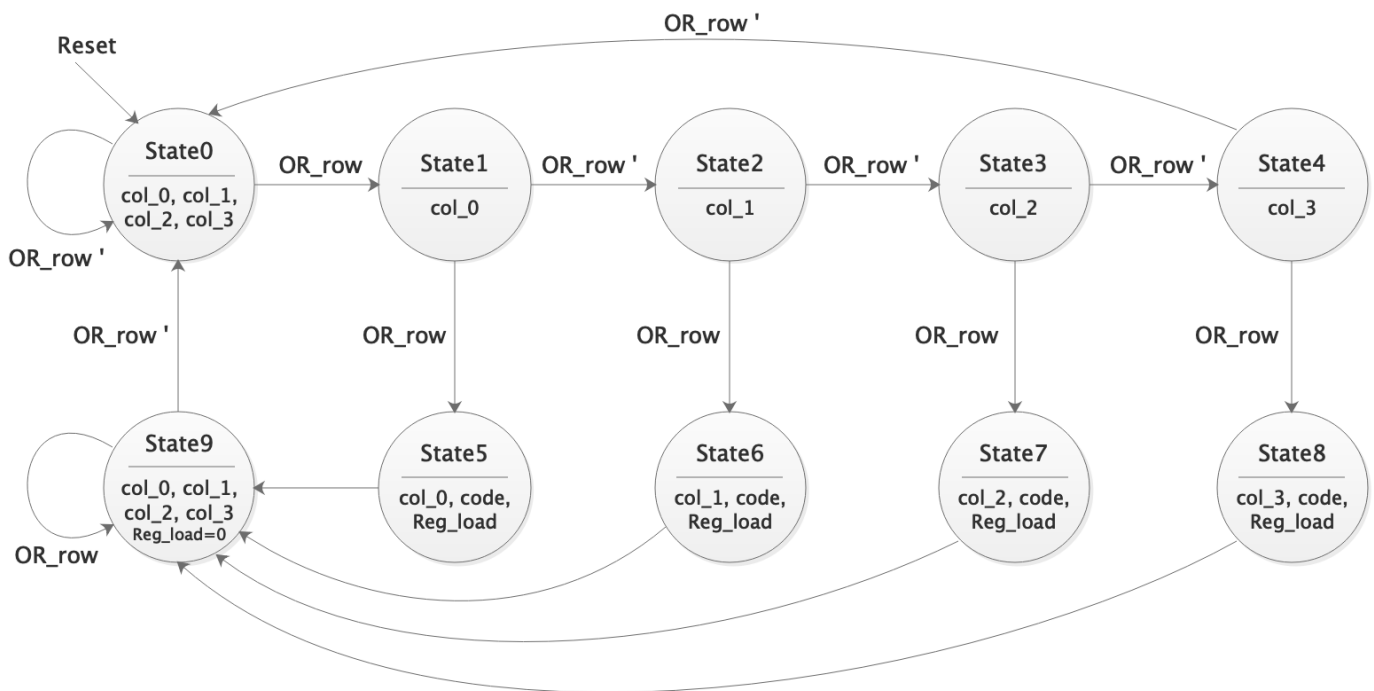 OR_row '
Reset
State0
col_0, col_1,
col_2, col_3
OR_row '
OR_row
State1
col_0
OR_row '
State2
col_1
OR_row '
State3
col_2
OR_row '
State4
col_3
OR_row '
OR_row
OR_row
OR_row
OR_row
State9
col_0, col_1,
col_2, col_3
Reg_load=0
OR_row
State5
col_0, code,
Reg_load
State6
col_1, code,
Reg_load
State7
col_2, code,
Reg_load
State8
col_3, code,
Reg_load